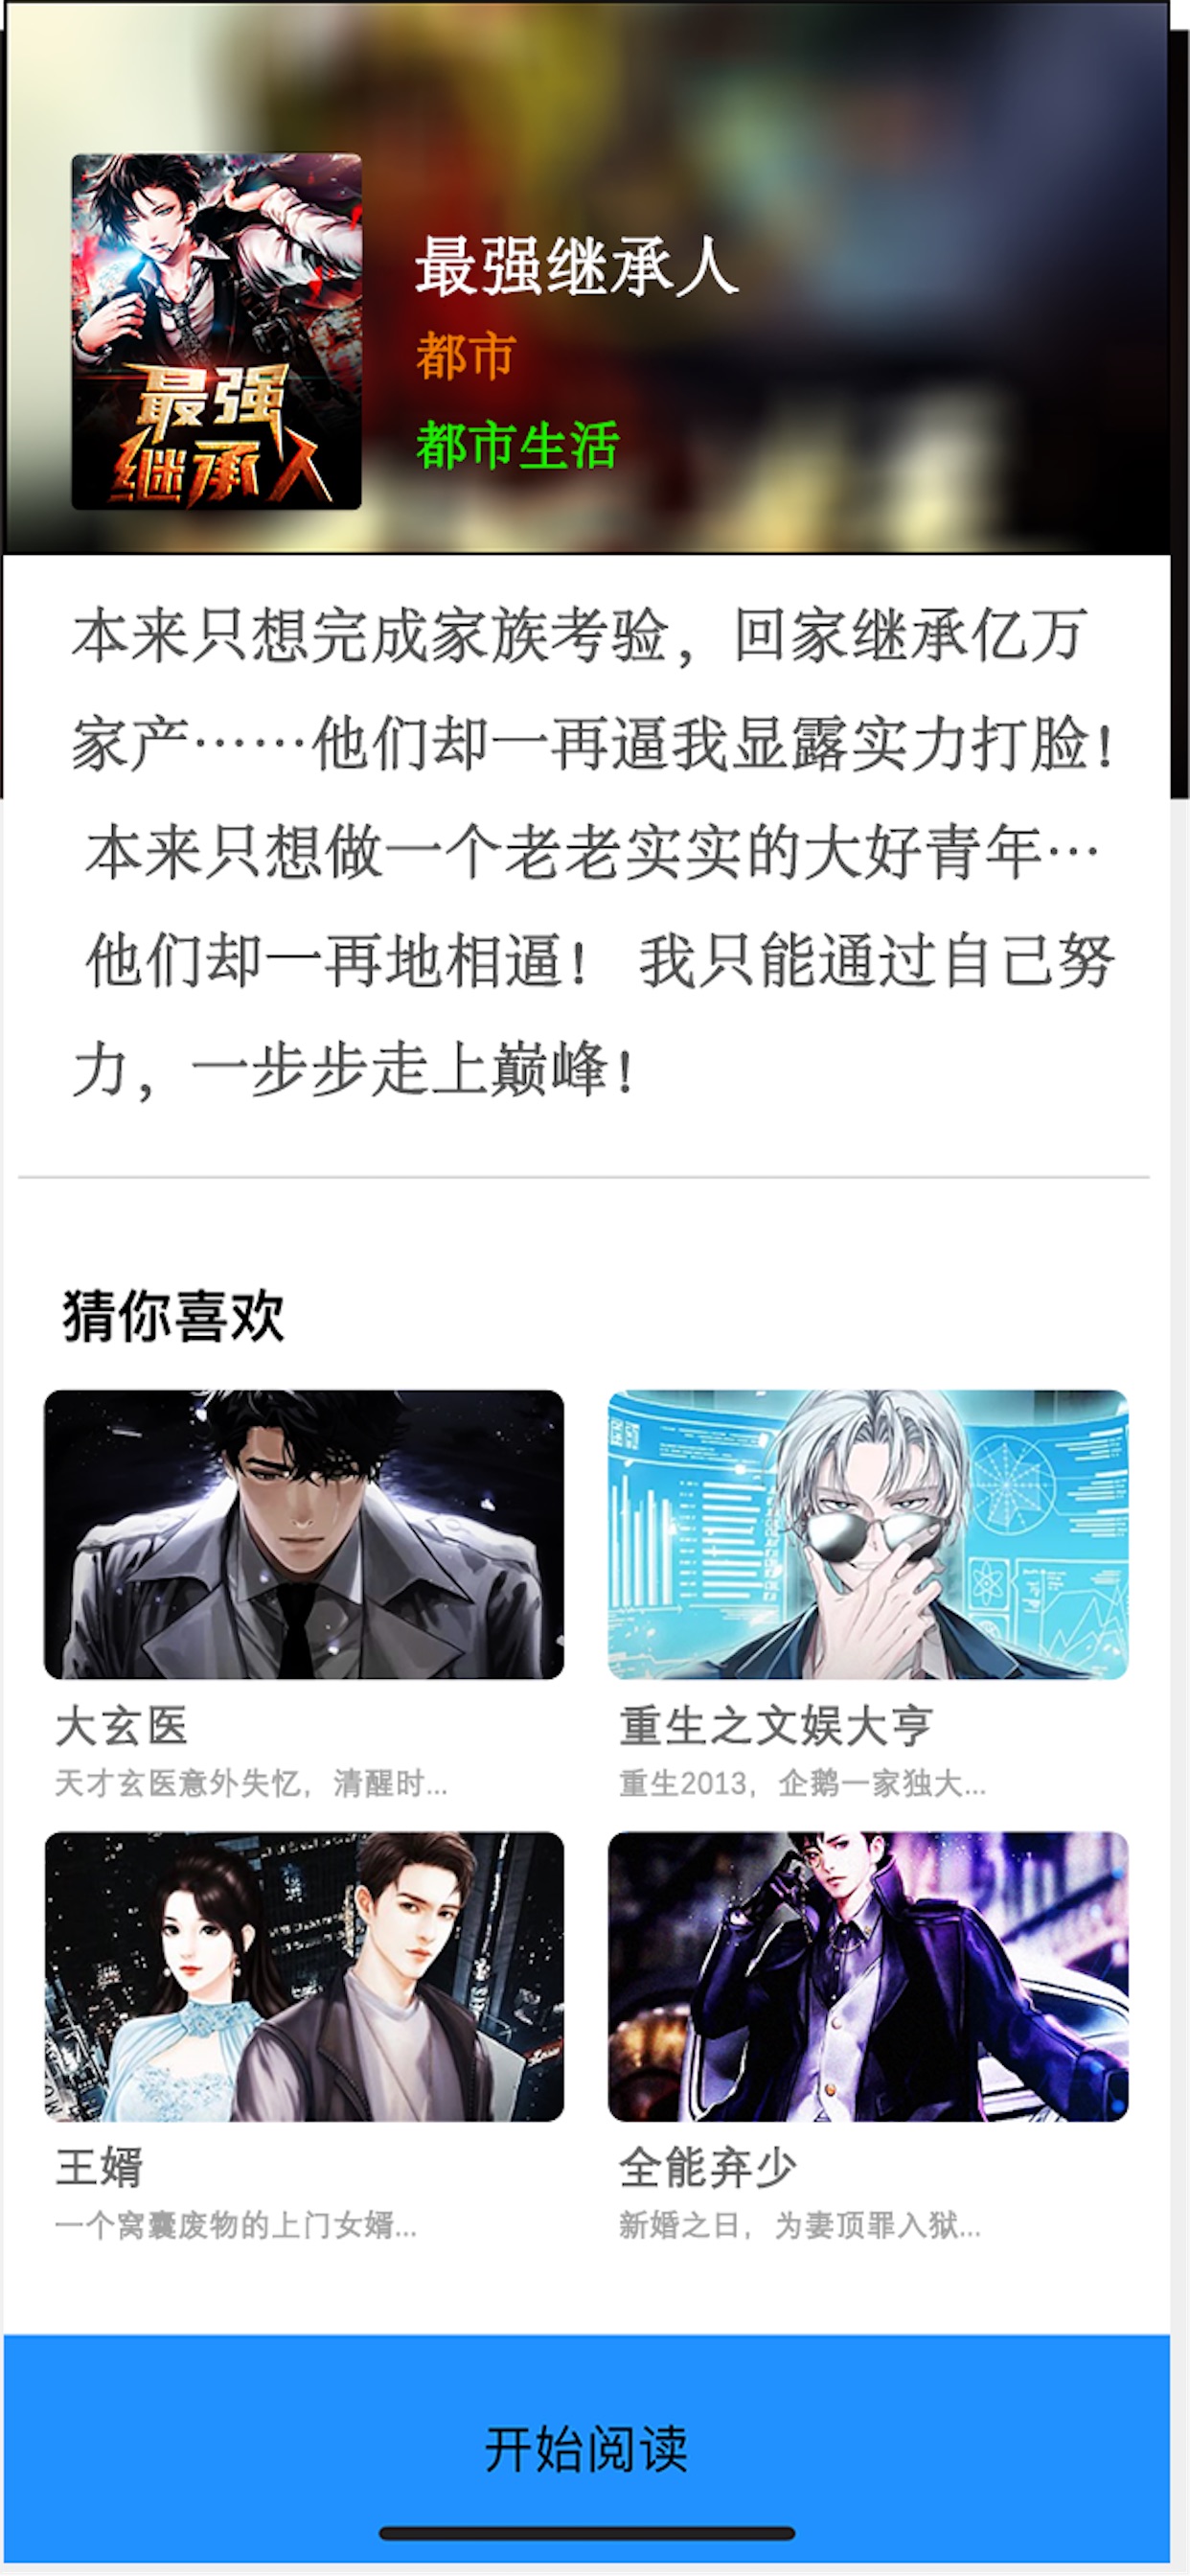 最强
继承人
最强继承人
都市
都市生活
本来只想完成家族考验，回家继承亿万
家产……他们却一再逼我显露实力打脸！
本来只想做一个老老实实的大好青年…
他们却一再地相逼！ 我只能通过自己努
力，一步步走上巅峰！
猜你喜欢
大玄医
天才玄医意外失忆，清醒时...
重生之文娱大亨
重生2013，企鹅一家独大...
王婿
一个窝囊废物的上门女婿...
全能弃少
新婚之日，为妻顶罪入狱...
开始阅读